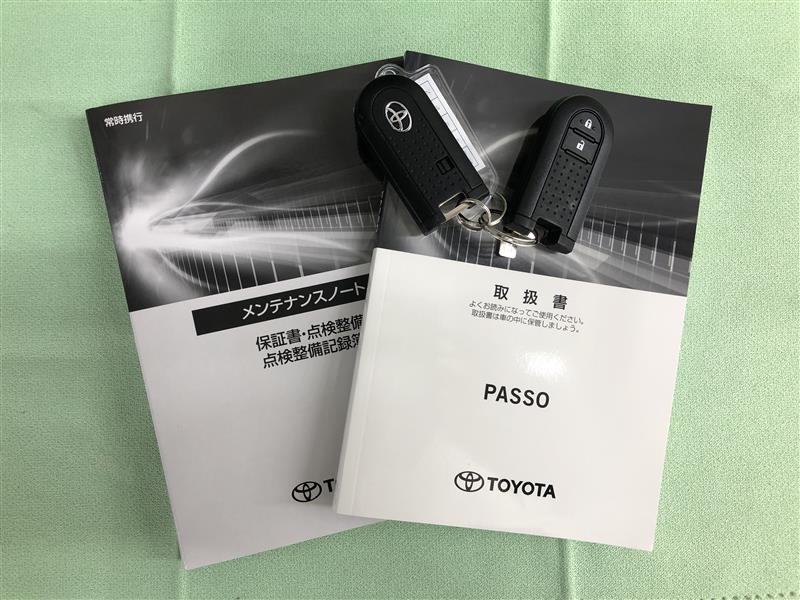 常時携行
メンテナンスノート
保証書・点検整備
点検整備記録簿
取扱書
よくお読みになってご使用ください。
取扱書は車の中に保管しましょう。
PASSO
TOYOTA